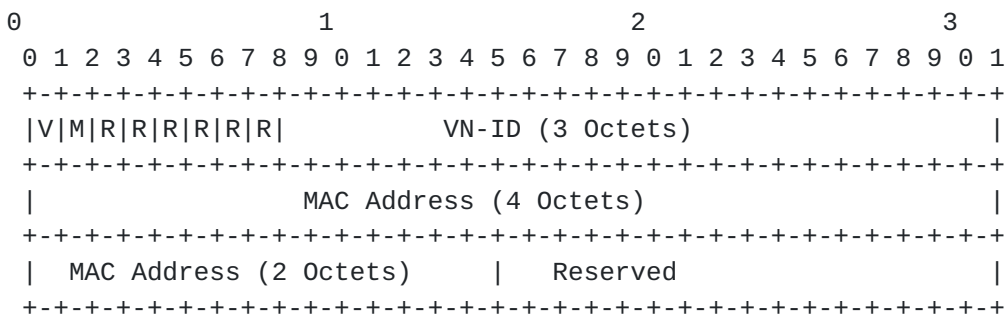 0                   1                   2                   3
 0 1 2 3 4 5 6 7 8 9 0 1 2 3 4 5 6 7 8 9 0 1 2 3 4 5 6 7 8 9 0 1
 +-+-+-+-+-+-+-+-+-+-+-+-+-+-+-+-+-+-+-+-+-+-+-+-+-+-+-+-+-+-+-+
 |V|M|R|R|R|R|R|R|          VN-ID (3 Octets)                   |
 +-+-+-+-+-+-+-+-+-+-+-+-+-+-+-+-+-+-+-+-+-+-+-+-+-+-+-+-+-+-+-+
 |                 MAC Address (4 Octets)                      |
 +-+-+-+-+-+-+-+-+-+-+-+-+-+-+-+-+-+-+-+-+-+-+-+-+-+-+-+-+-+-+-+
 |  MAC Address (2 Octets)     |   Reserved                    |
 +-+-+-+-+-+-+-+-+-+-+-+-+-+-+-+-+-+-+-+-+-+-+-+-+-+-+-+-+-+-+-+